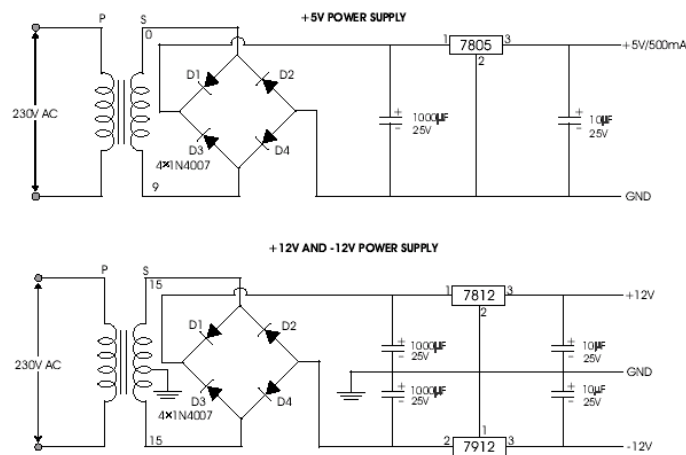 +5V POWER SUPPLY
P S
0
1 7805 3
+5V/500mA
2
D1 D2
230V AC
+
1000µF
-
25V
+
10µF
-
25V
D3 D4
4×1N4007
9
GND
+12V AND -12V POWER SUPPLY
P S
15
1 7812 3
+12V
2
D1 D2
+
1000µF
-
25V
+
10µF
-
25V
230V AC
GND
+
1000µF
-
25V
+
10µF
-
25V
D3 D4
4×1N4007
15
1
2 7912 3
-12V